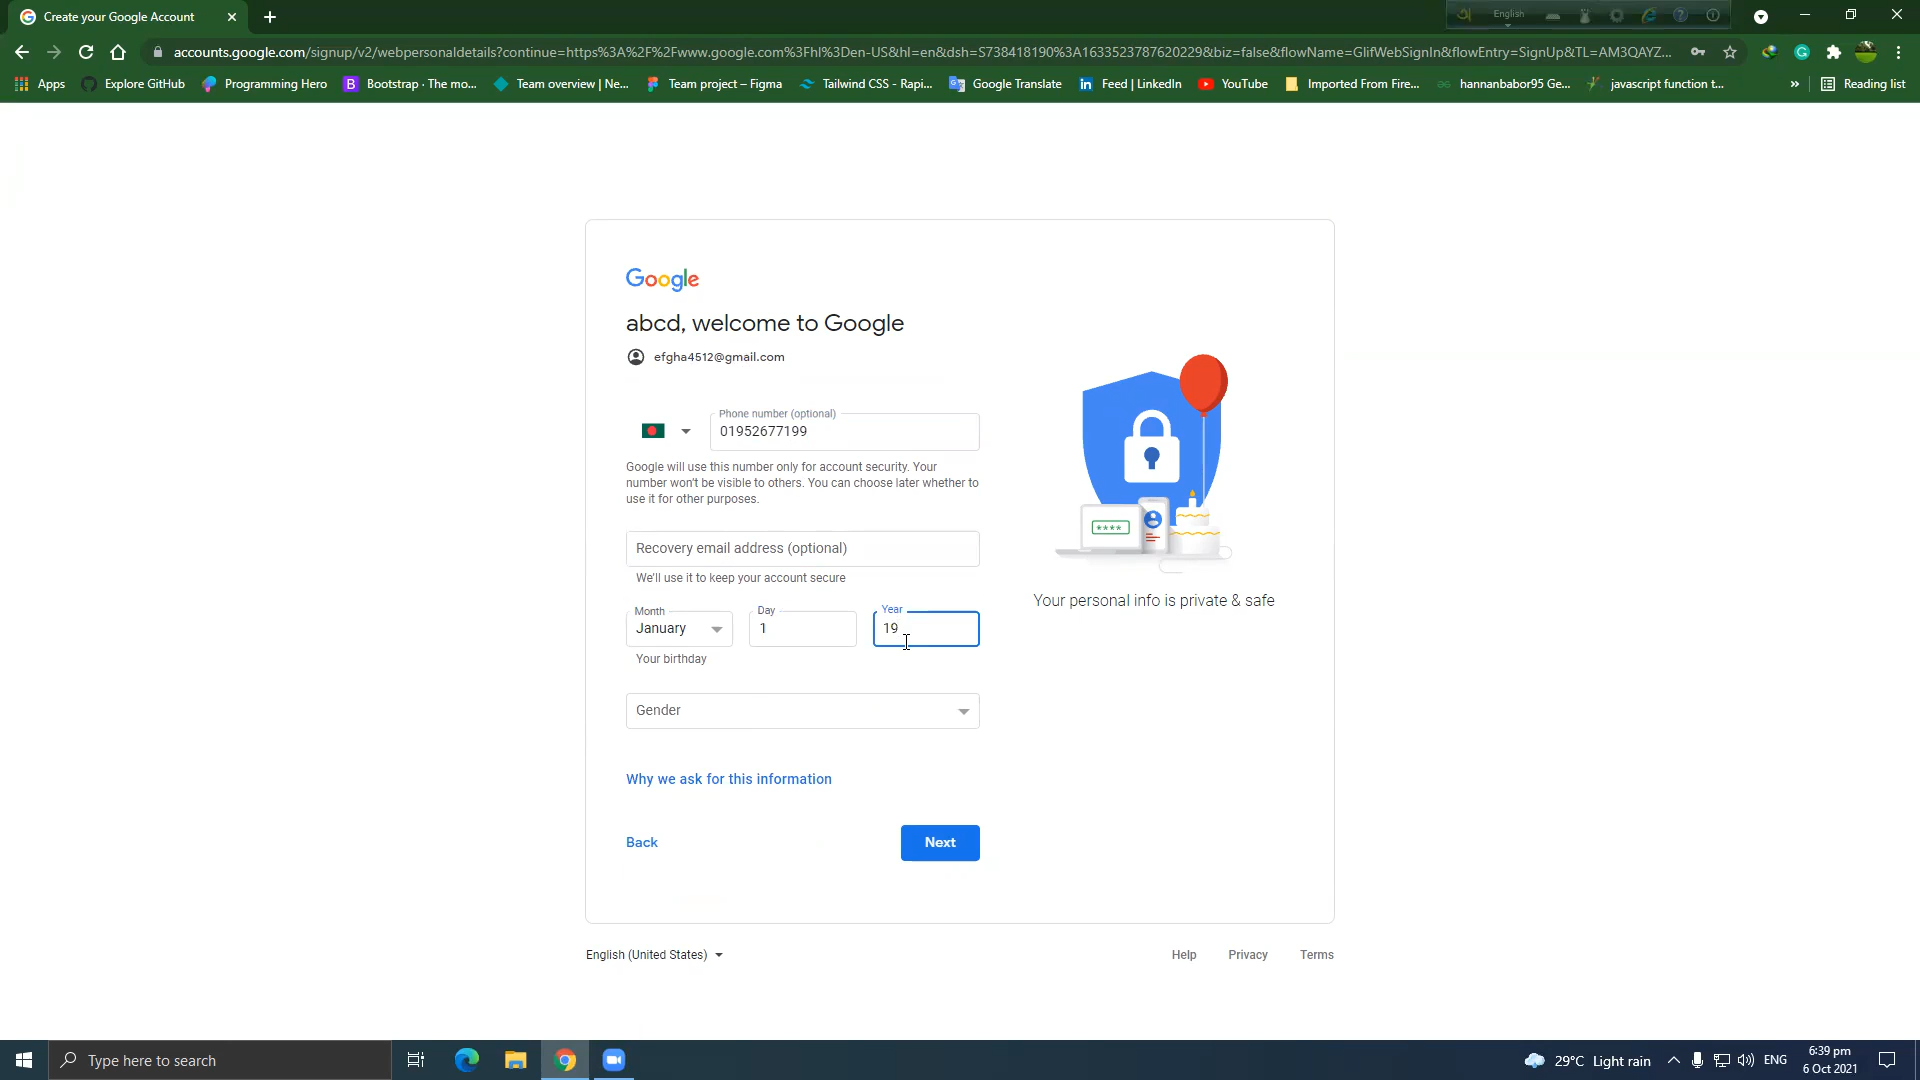 Create your Google Account
English
accounts.google.com/signup/v2/webpersonaldetails?continue=https%3A%2F%2Fwww.google.com%3Fhl%3Den-US&hl=en&dsh=S738418190%3A1633523787620229&biz=false&flowName=GlifWebSignIn&flowEntry=SignUp&TL=AM3QAYZ...
Apps Explore GitHub Programming Hero Bootstrap · The mo... Team overview | Ne... Team project – Figma Tailwind CSS - Rapi... Google Translate Feed | LinkedIn YouTube Imported From Fire... hannanbabor95 Ge... javascript function t... » Reading list
Google
abcd, welcome to Google
efgha4512@gmail.com
Phone number (optional)
01952677199
Google will use this number only for account security. Your
number won't be visible to others. You can choose later whether to
use it for other purposes.
Recovery email address (optional)
We'll use it to keep your account secure
Month Day Year
January 1 19
Your birthday
Gender
Why we ask for this information
Back Next
****
Your personal info is private & safe
English (United States) Help Privacy Terms
Type here to search
29°C Light rain ENG
6:39 pm
6 Oct 2021